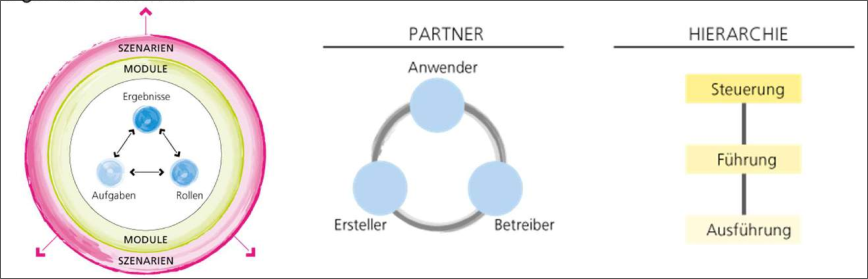 SZENARIEN
MODULE
Ergebnisse
Aufgaben
Rollen
MODULE
SZENARIEN
PARTNER
Anwender
Ersteller
Betreiber
HIERARCHIE
Steuerung
Führung
Ausführung